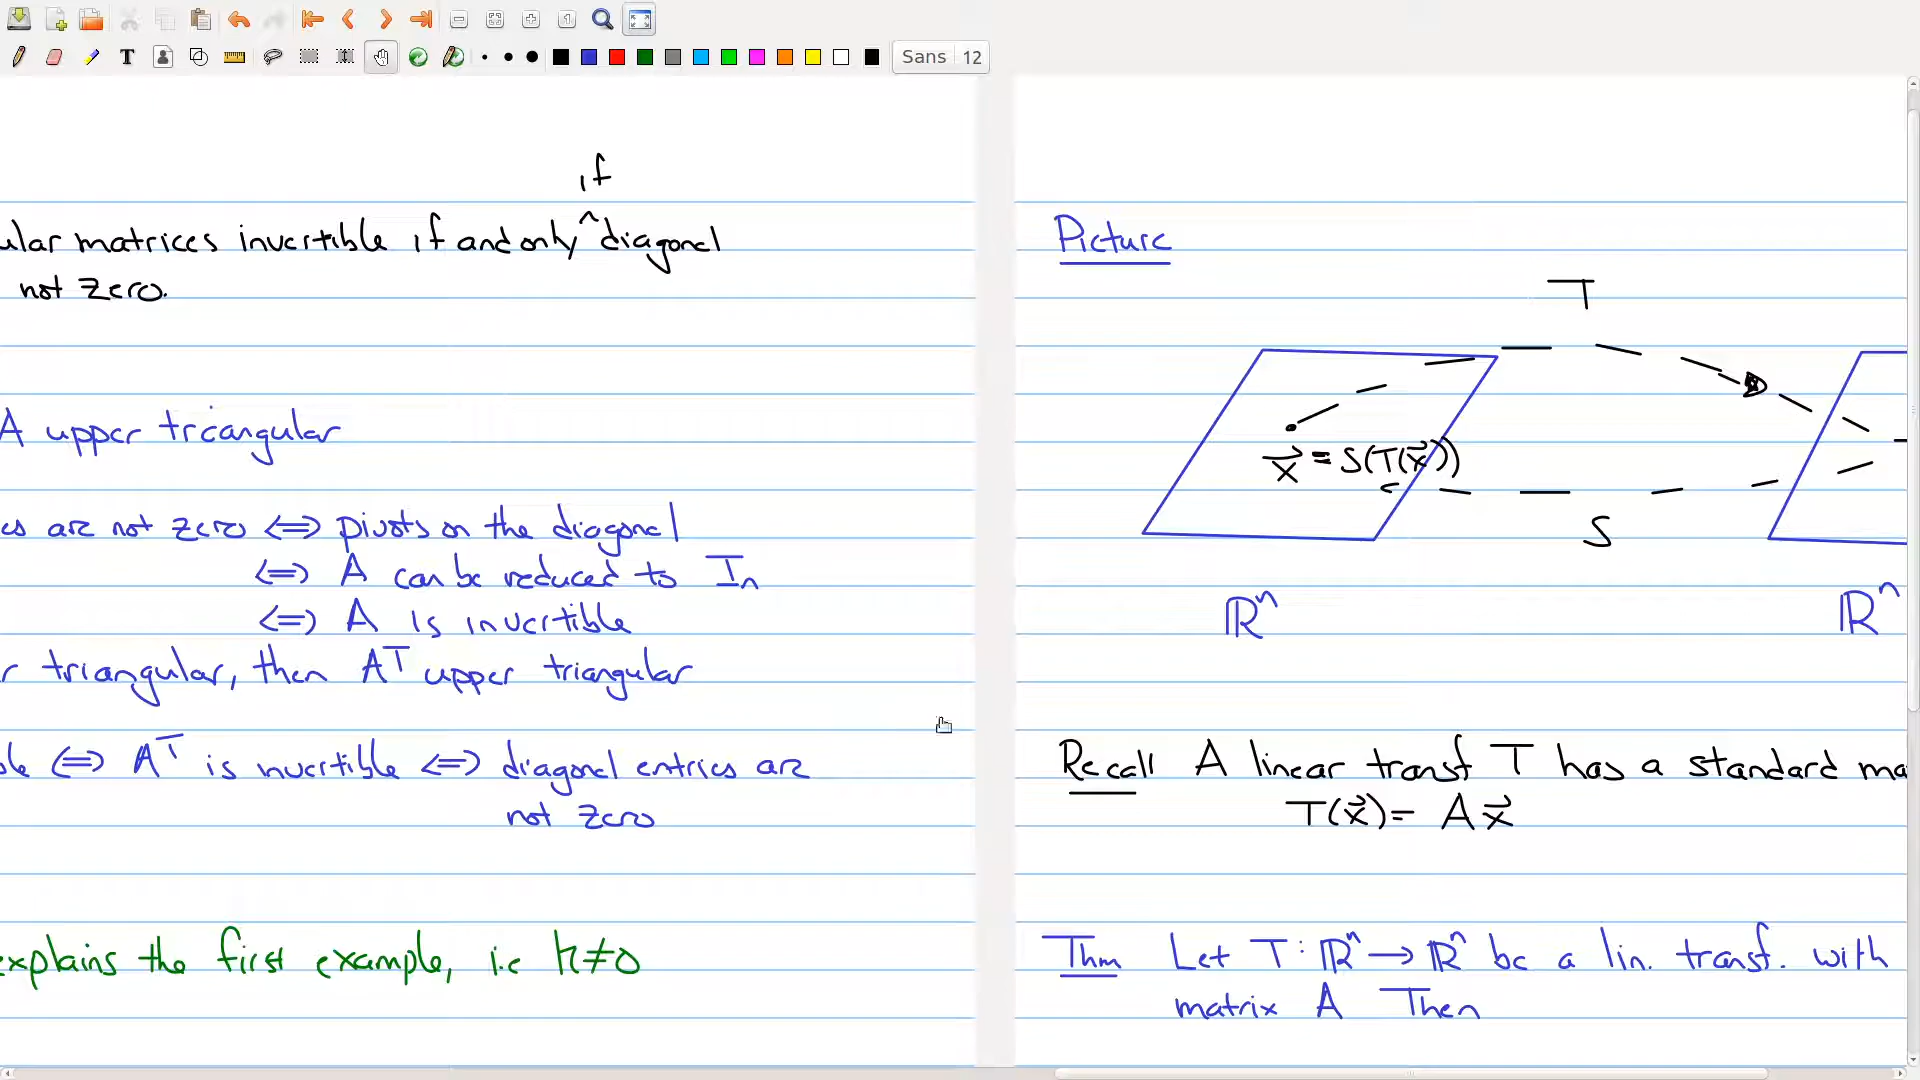 Sans 12
if
ular matrices invertible if and only ^ diagonal
not zero.
A upper triangular
es are not zero <=> pivots on the diagonal
<=> A can be reduced to Iₙ
<=> A is invertible
r triangular, then Aᵀ upper triangular
ble <=> Aᵀ is invertible <=> diagonal entries are
not zero
explains the first example, i.e h≠0
Picture
T
x⃗ = S(T(x⃗))
S
ℝⁿ ℝⁿ
Recall A linear transf T has a standard ma
T(x⃗) = Ax⃗
Thm Let T: ℝⁿ → ℝⁿ be a lin. transf. with
matrix A Then